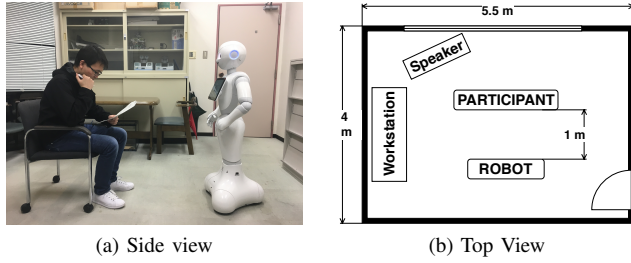 5.5 m
Speaker
4
m
Workstation
PARTICIPANT
1 m
ROBOT
(a) Side view
(b) Top View